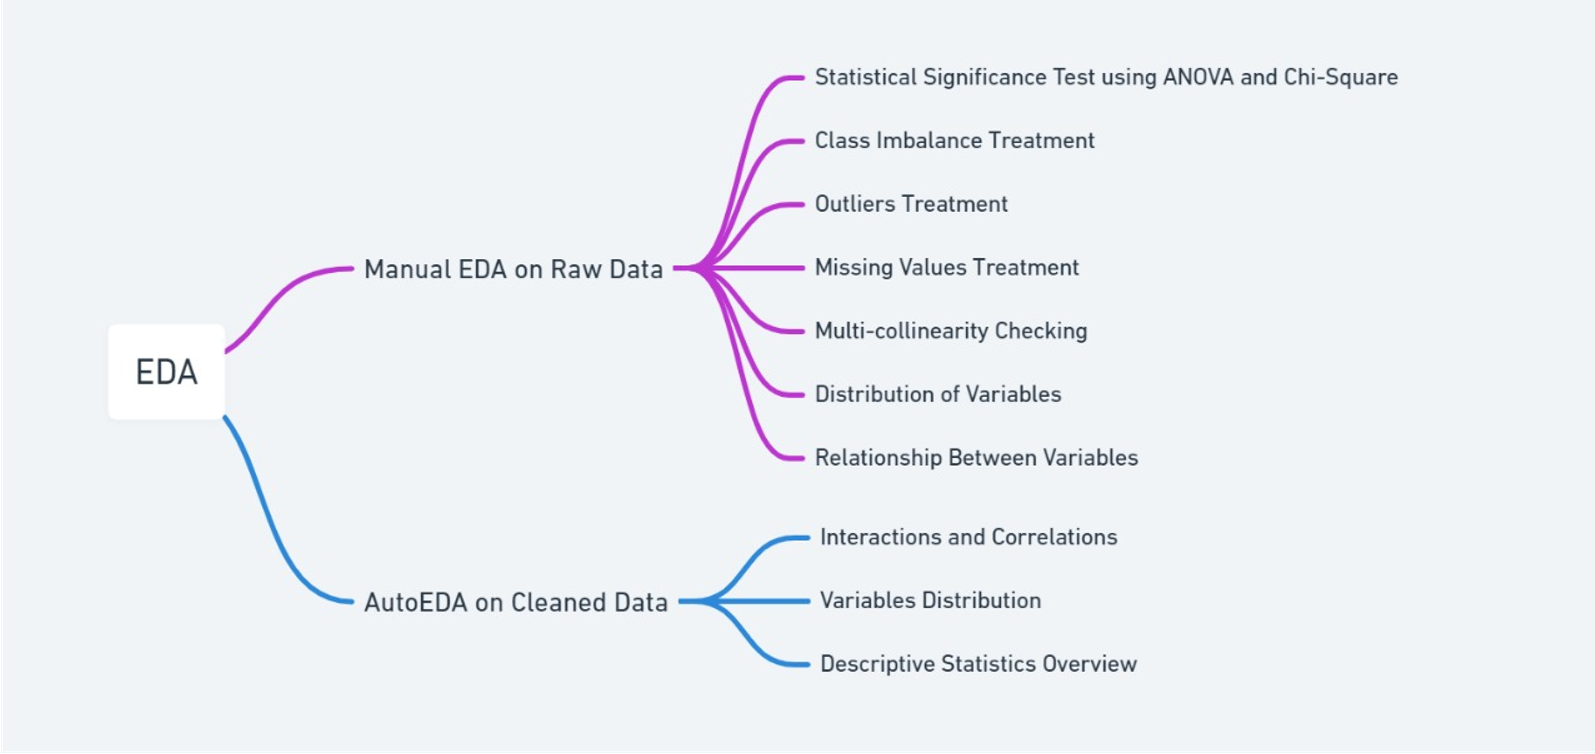 EDA
Manual EDA on Raw Data
Statistical Significance Test using ANOVA and Chi-Square
Class Imbalance Treatment
Outliers Treatment
Missing Values Treatment
Multi-collinearity Checking
Distribution of Variables
Relationship Between Variables
AutoEDA on Cleaned Data
Interactions and Correlations
Variables Distribution
Descriptive Statistics Overview